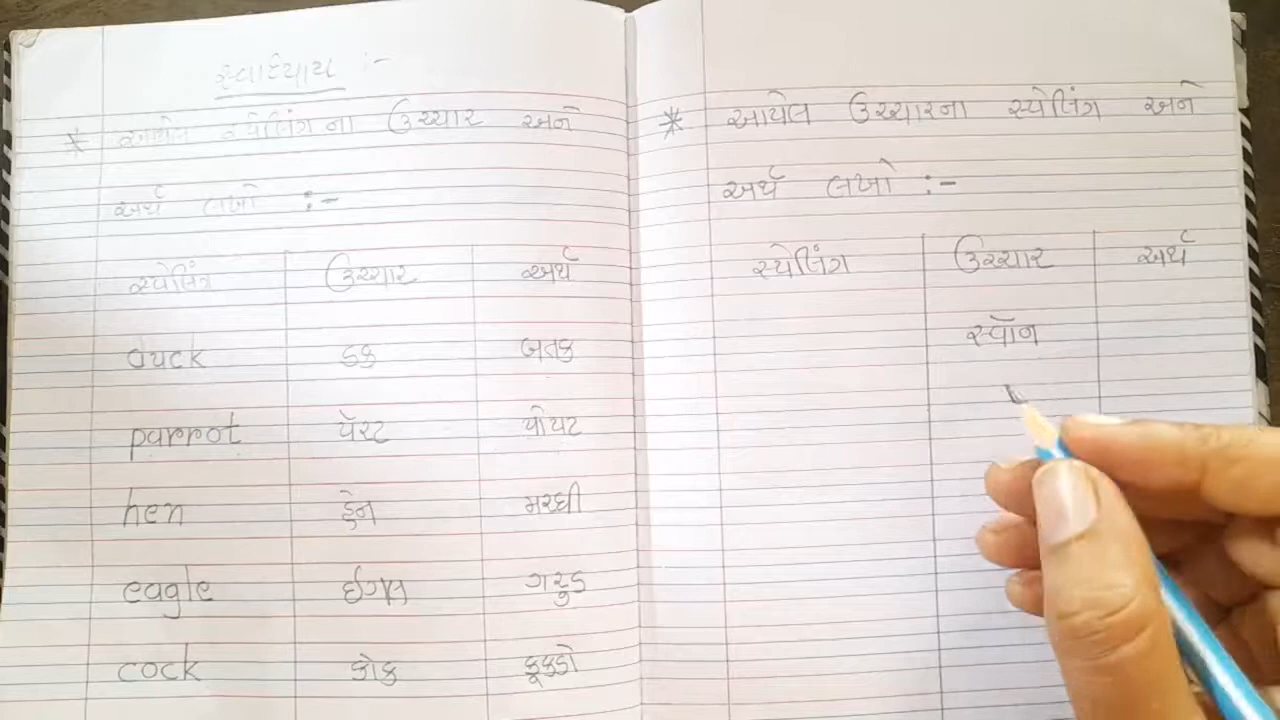 સ્વાધ્યાય :-
* આપેલ સ્પેલિંગના ઉચ્ચાર અને
અર્થ લખો :-
સ્પેલિંગ ઉચ્ચાર અર્થ
duck ડક બતક
parrot પૅરટ પોપટ
hen હેન મરઘી
eagle ઈગલ ગરુડ
cock કોક કૂકડો
* આપેલ ઉચ્ચારના સ્પેલિંગ અને
અર્થ લખો :-
સ્પેલિંગ ઉચ્ચાર અર્થ
સ્વૉન